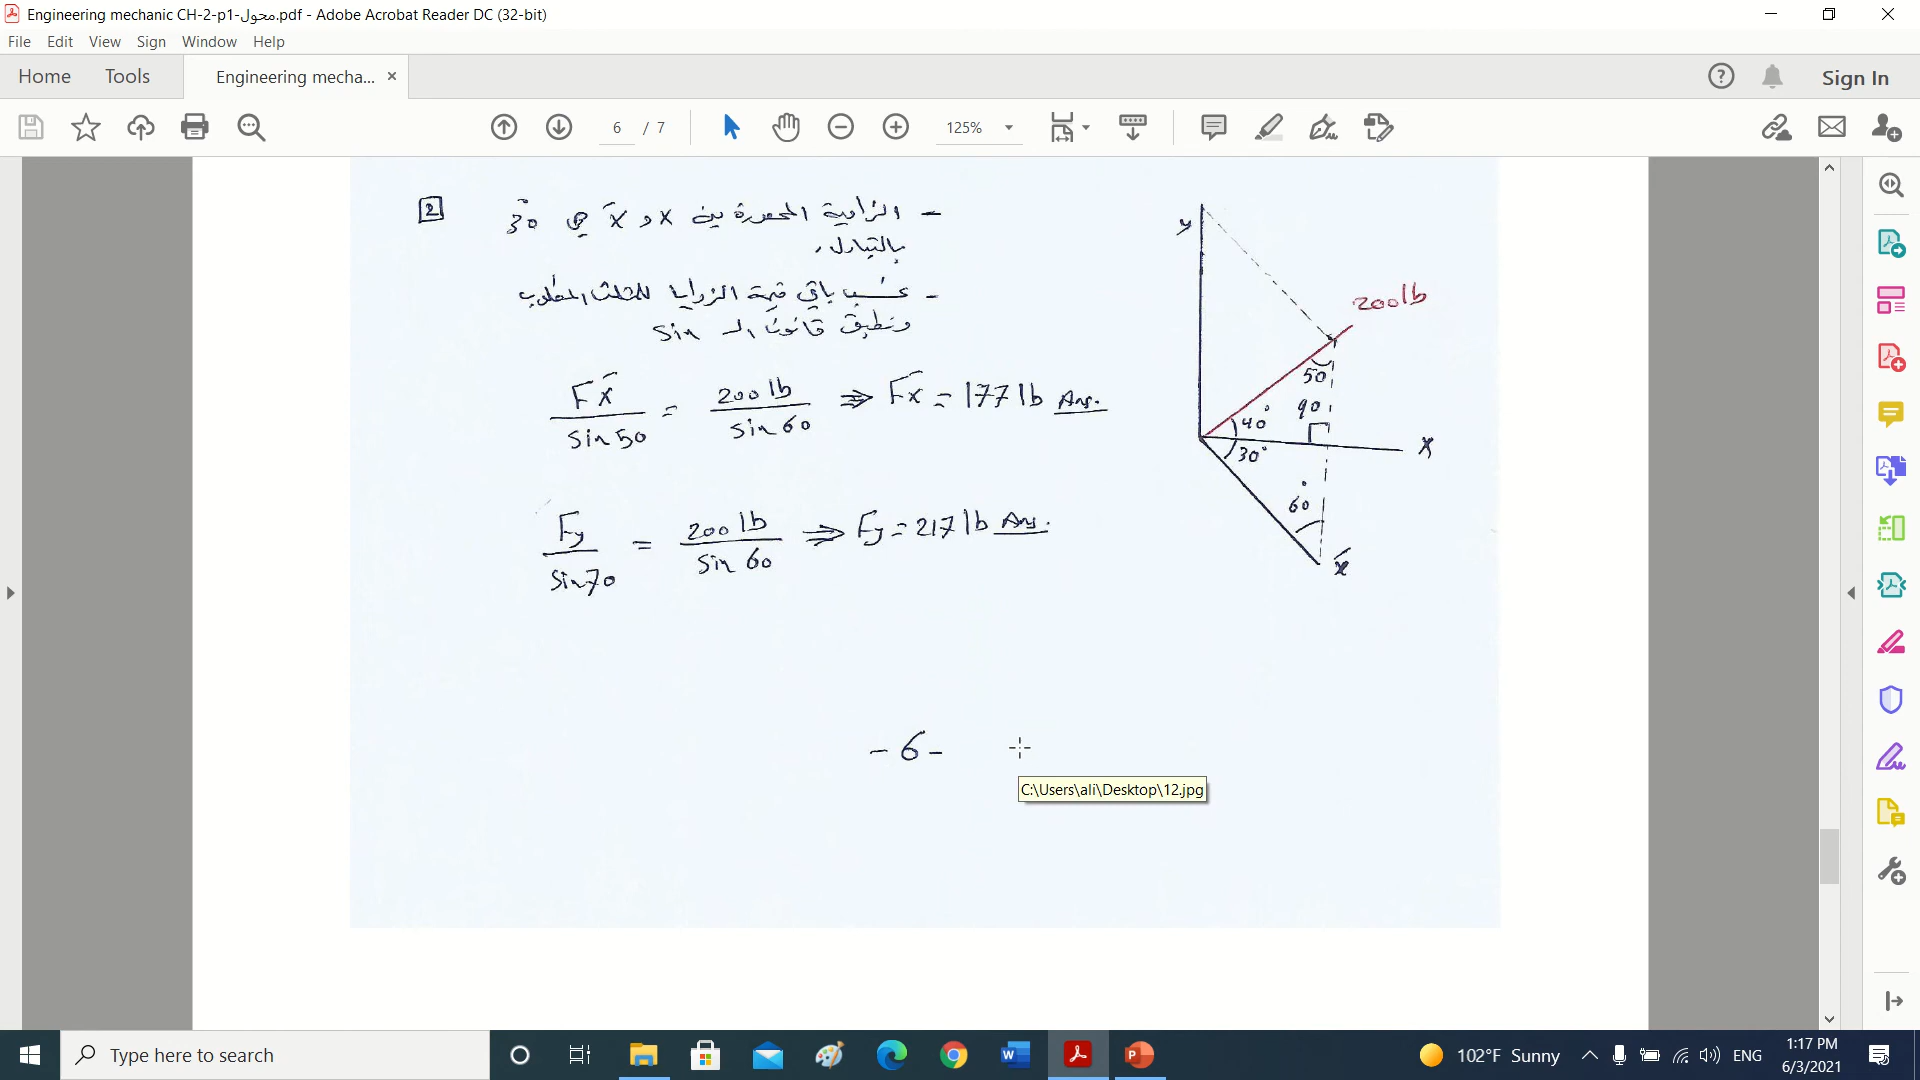 Engineering mechanic CH-2-p1-محول.pdf - Adobe Acrobat Reader DC (32-bit)
File Edit View Sign Window Help
Home Tools Engineering mecha... × Sign In
6 / 7 125%
2
- الزاوية المحصورة بين x و x̄ هي 30°
بالتبادل.
- نحسب باقي قيمة الزوايا للمثلث المطلوب
ونطبق قانون الـ Sin
Fx̄ / Sin 50 = 200 lb / Sin 60 ⇒ Fx̄ = 177 lb Ans.
Fy / Sin 70 = 200 lb / Sin 60 ⇒ Fy = 217 lb Ans.
y
200 lb
50
90
40°
30°
X
60°
x̄
- 6 -
C:\Users\ali\Desktop\12.jpg
Type here to search
102°F Sunny
ENG
1:17 PM
6/3/2021